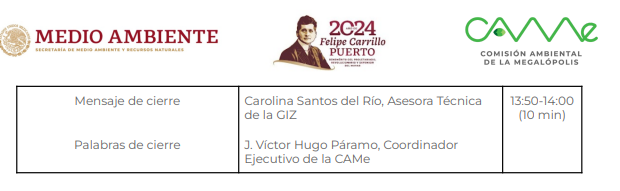 MEDIO AMBIENTE
SECRETARÍA DE MEDIO AMBIENTE Y RECURSOS NATURALES
2024
Felipe Carrillo
PUERTO
CAMe
COMISIÓN AMBIENTAL
DE LA MEGALÓPOLIS
Mensaje de cierre
Carolina Santos del Río, Asesora Técnica
de la GIZ
13:50-14:00
(10 min)
Palabras de cierre
J. Víctor Hugo Páramo, Coordinador
Ejecutivo de la CAMe